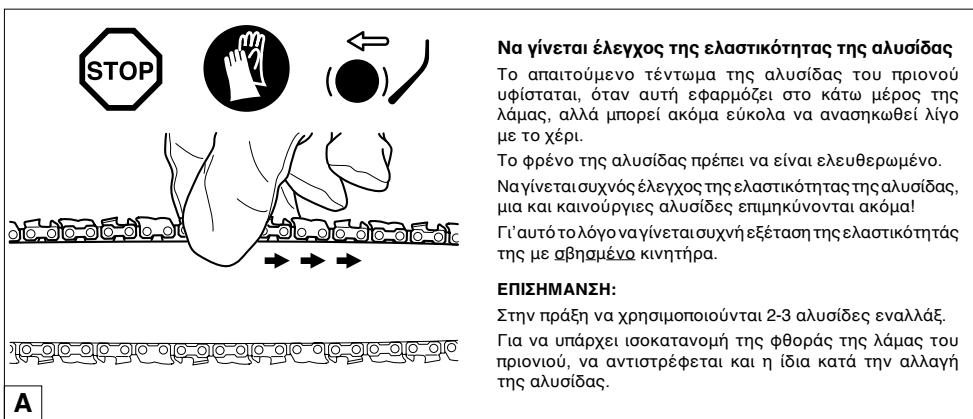 STOP
Να γίνεται έλεγχος της ελαστικότητας της αλυσίδας
Το απαιτούμενο τέντωμα της αλυσίδας του πριονού
υφίσταται, όταν αυτή εφαρμόζει στο κάτω μέρος της
λάμας, αλλά μπορεί ακόμα εύκολα να ανασηκωθεί λίγο
με το χέρι.
Το φρένο της αλυσίδας πρέπει να είναι ελευθερωμένο.
Να γίνεται συχνός έλεγχος της ελαστικότητας της αλυσίδας,
μια και καινούργιες αλυσίδες επιμηκύνονται ακόμα!
Γι'αυτό το λόγο να γίνεται συχνή εξέταση της ελαστικότητάς
της με σβησμένο κινητήρα.
ΕΠΙΣΗΜΑΝΣΗ:
Στην πράξη να χρησιμοποιούνται 2-3 αλυσίδες εναλλάξ.
Για να υπάρχει ισοκατανομή της φθοράς της λάμας του
πριονιού, να αντιστρέφεται και η ίδια κατά την αλλαγή
της αλυσίδας.
A